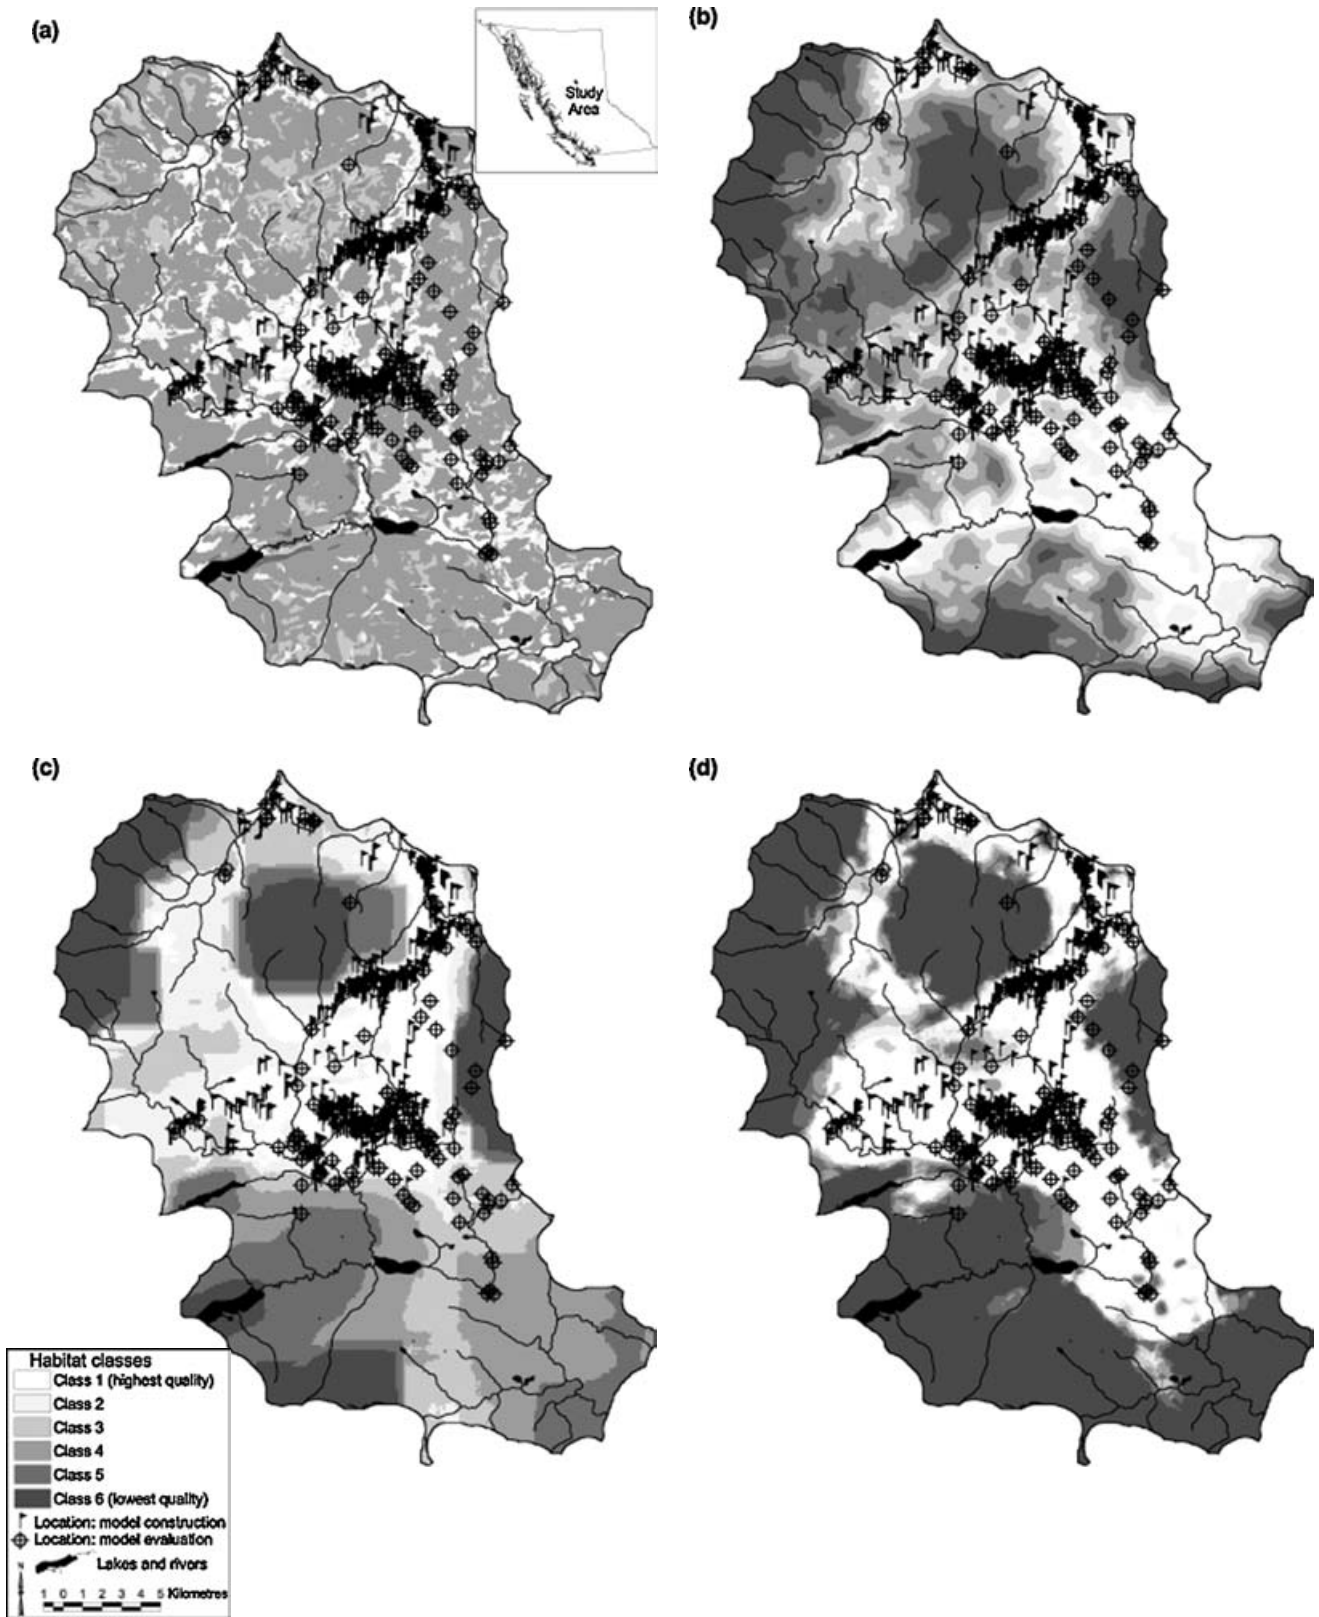 (a)
Study
Area
(b)
(c)
(d)
Habitat classes
Class 1 (highest quality)
Class 2
Class 3
Class 4
Class 5
Class 6 (lowest quality)
Location: model construction
Location: model evaluation
Lakes and rivers
N
1 0 1 2 3 4 5 Kilometres